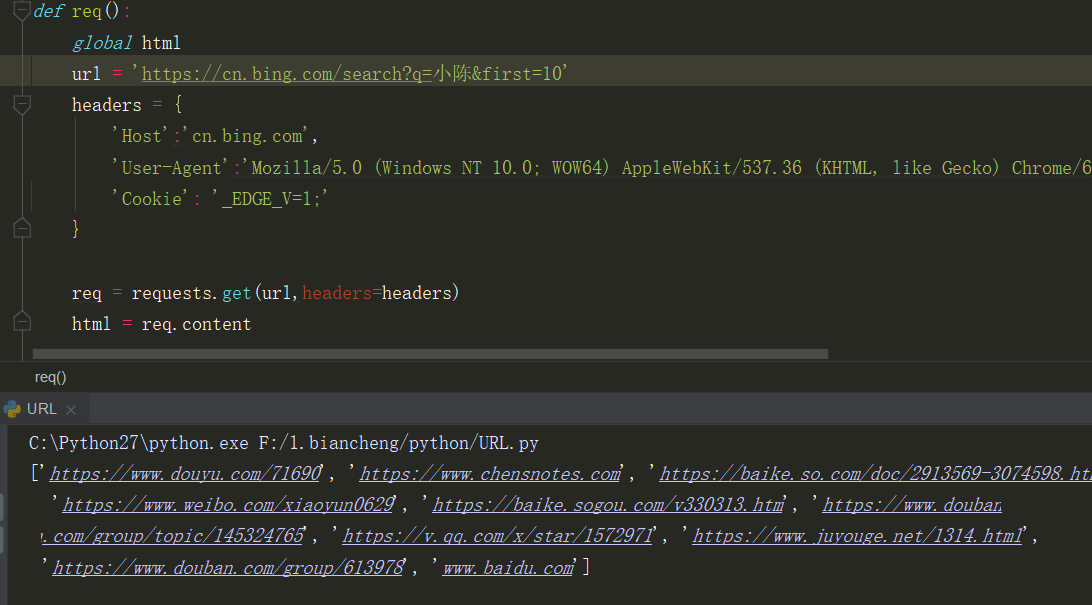 def req():
global html
url = 'https://cn.bing.com/search?q=小陈&first=10'
headers = {
'Host':'cn.bing.com',
'User-Agent':'Mozilla/5.0 (Windows NT 10.0; WOW64) AppleWebKit/537.36 (KHTML, like Gecko) Chrome/6
'Cookie': '_EDGE_V=1;'
}
req = requests.get(url,headers=headers)
html = req.content
req()
URL
C:\Python27\python.exe F:/1.biancheng/python/URL.py
['https://www.douyu.com/71690', 'https://www.chensnotes.com', 'https://baike.so.com/doc/2913569-3074598.htm
'https://www.weibo.com/xiaoyun0629', 'https://baike.sogou.com/v330313.htm', 'https://www.douban
.com/group/topic/145324765', 'https://v.qq.com/x/star/1572971', 'https://www.juyouge.net/1314.html',
'https://www.douban.com/group/613978', 'www.baidu.com']